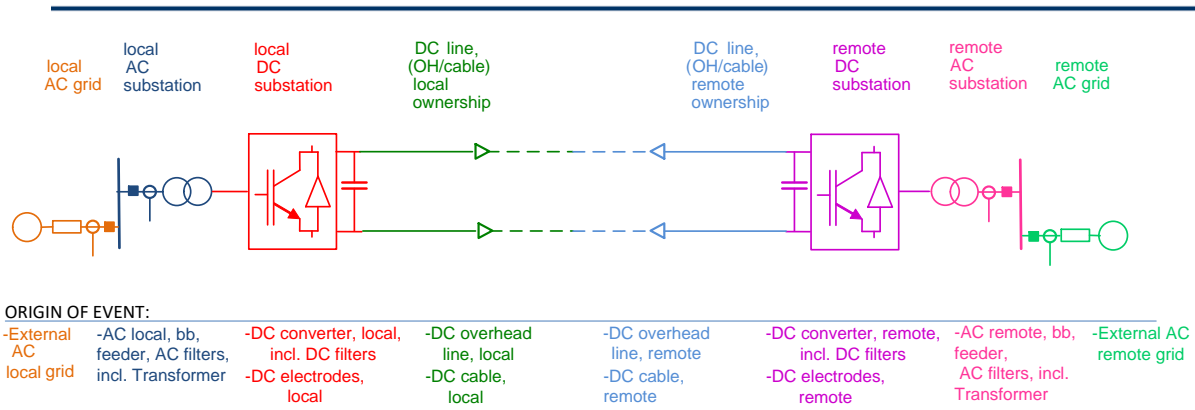 local
AC grid
local
AC
substation
local
DC
substation
DC line,
(OH/cable)
local
ownership
DC line,
(OH/cable)
remote
ownership
remote
DC
substation
remote
AC
substation
remote
AC grid
ORIGIN OF EVENT:
-External
AC
local grid
-AC local, bb,
feeder, AC filters,
incl. Transformer
-DC converter, local,
incl. DC filters
-DC electrodes,
local
-DC overhead
line, local
-DC cable,
local
-DC overhead
line, remote
-DC cable,
remote
-DC converter, remote,
incl. DC filters
-DC electrodes,
remote
-AC remote, bb,
feeder,
AC filters, incl.
Transformer
-External AC
remote grid